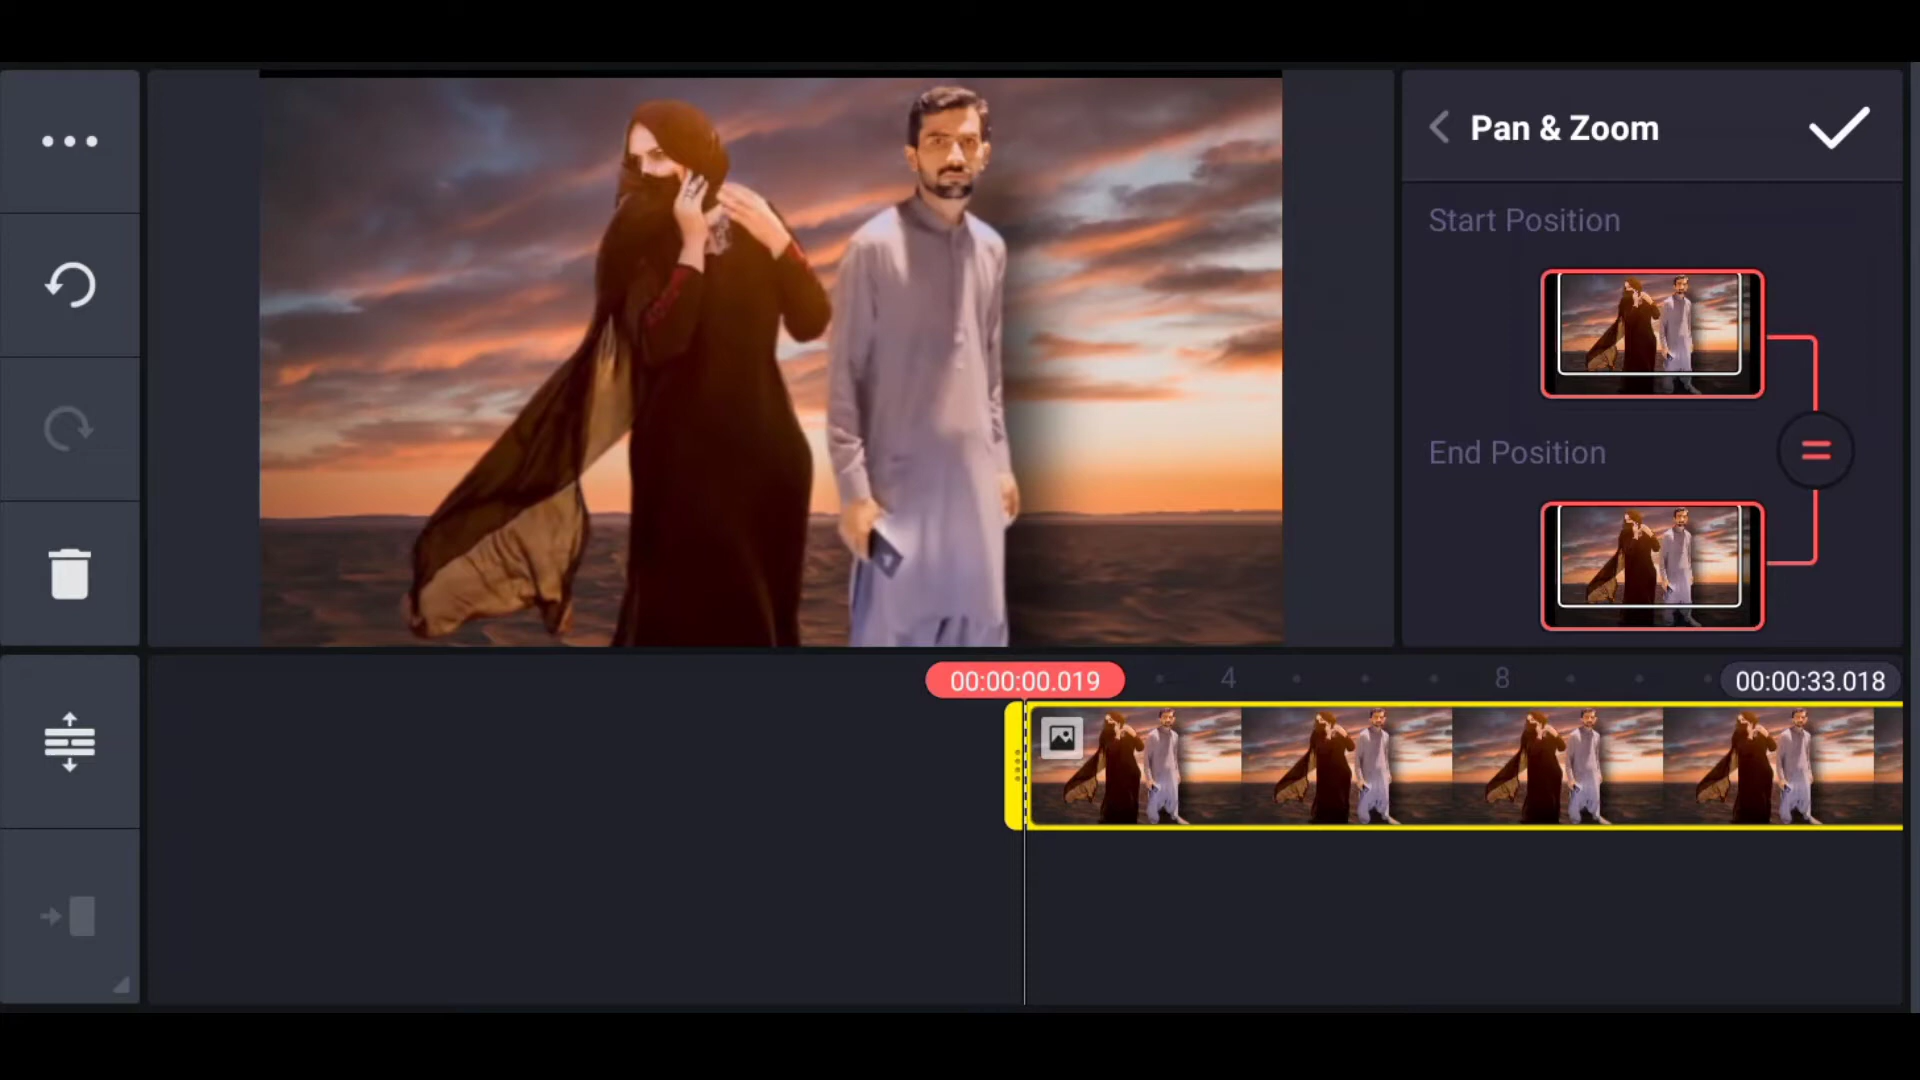 Pan & Zoom
Start Position
End Position
00:00:00.019
4
8
00:00:33.018